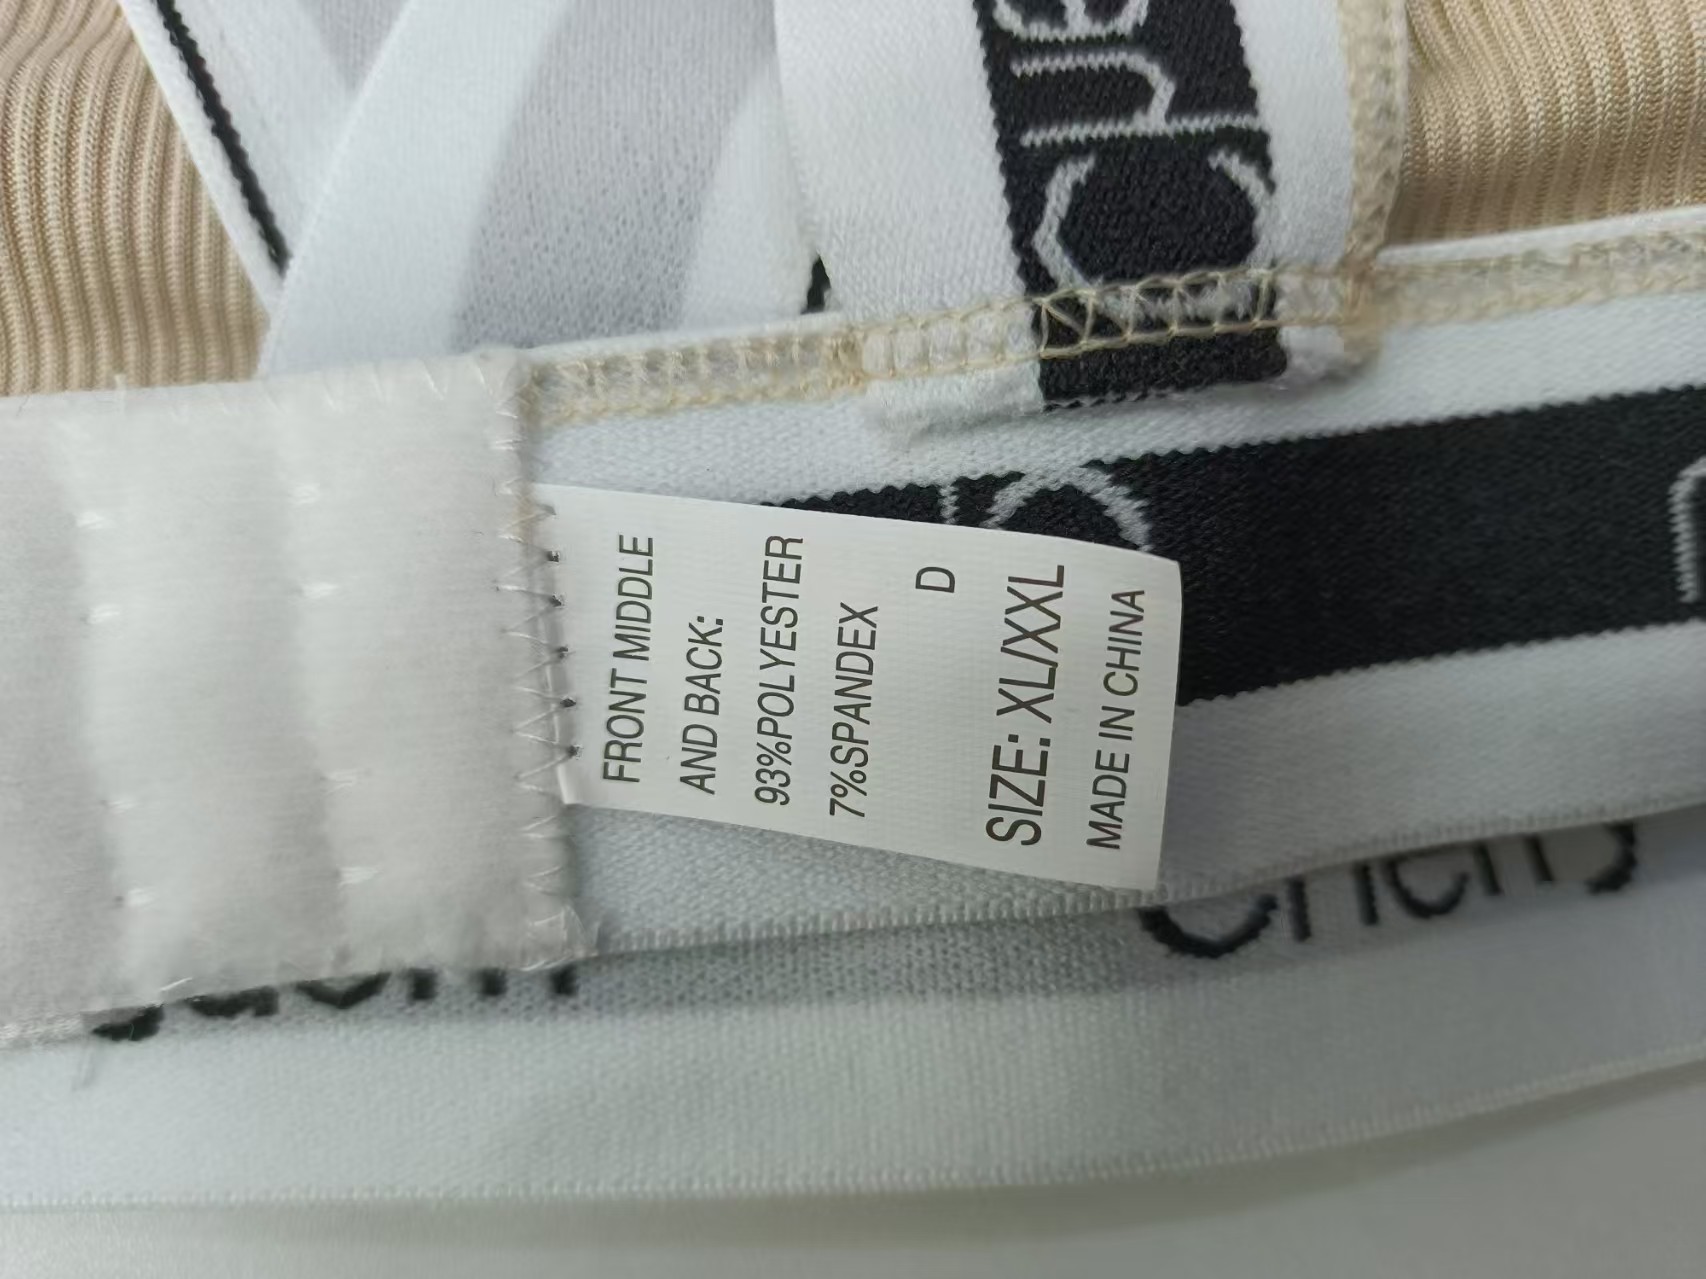 FRONT MIDDLE
AND BACK:
93%POLYESTER
7%SPANDEX
D
SIZE: XL/XXL
MADE IN CHINA